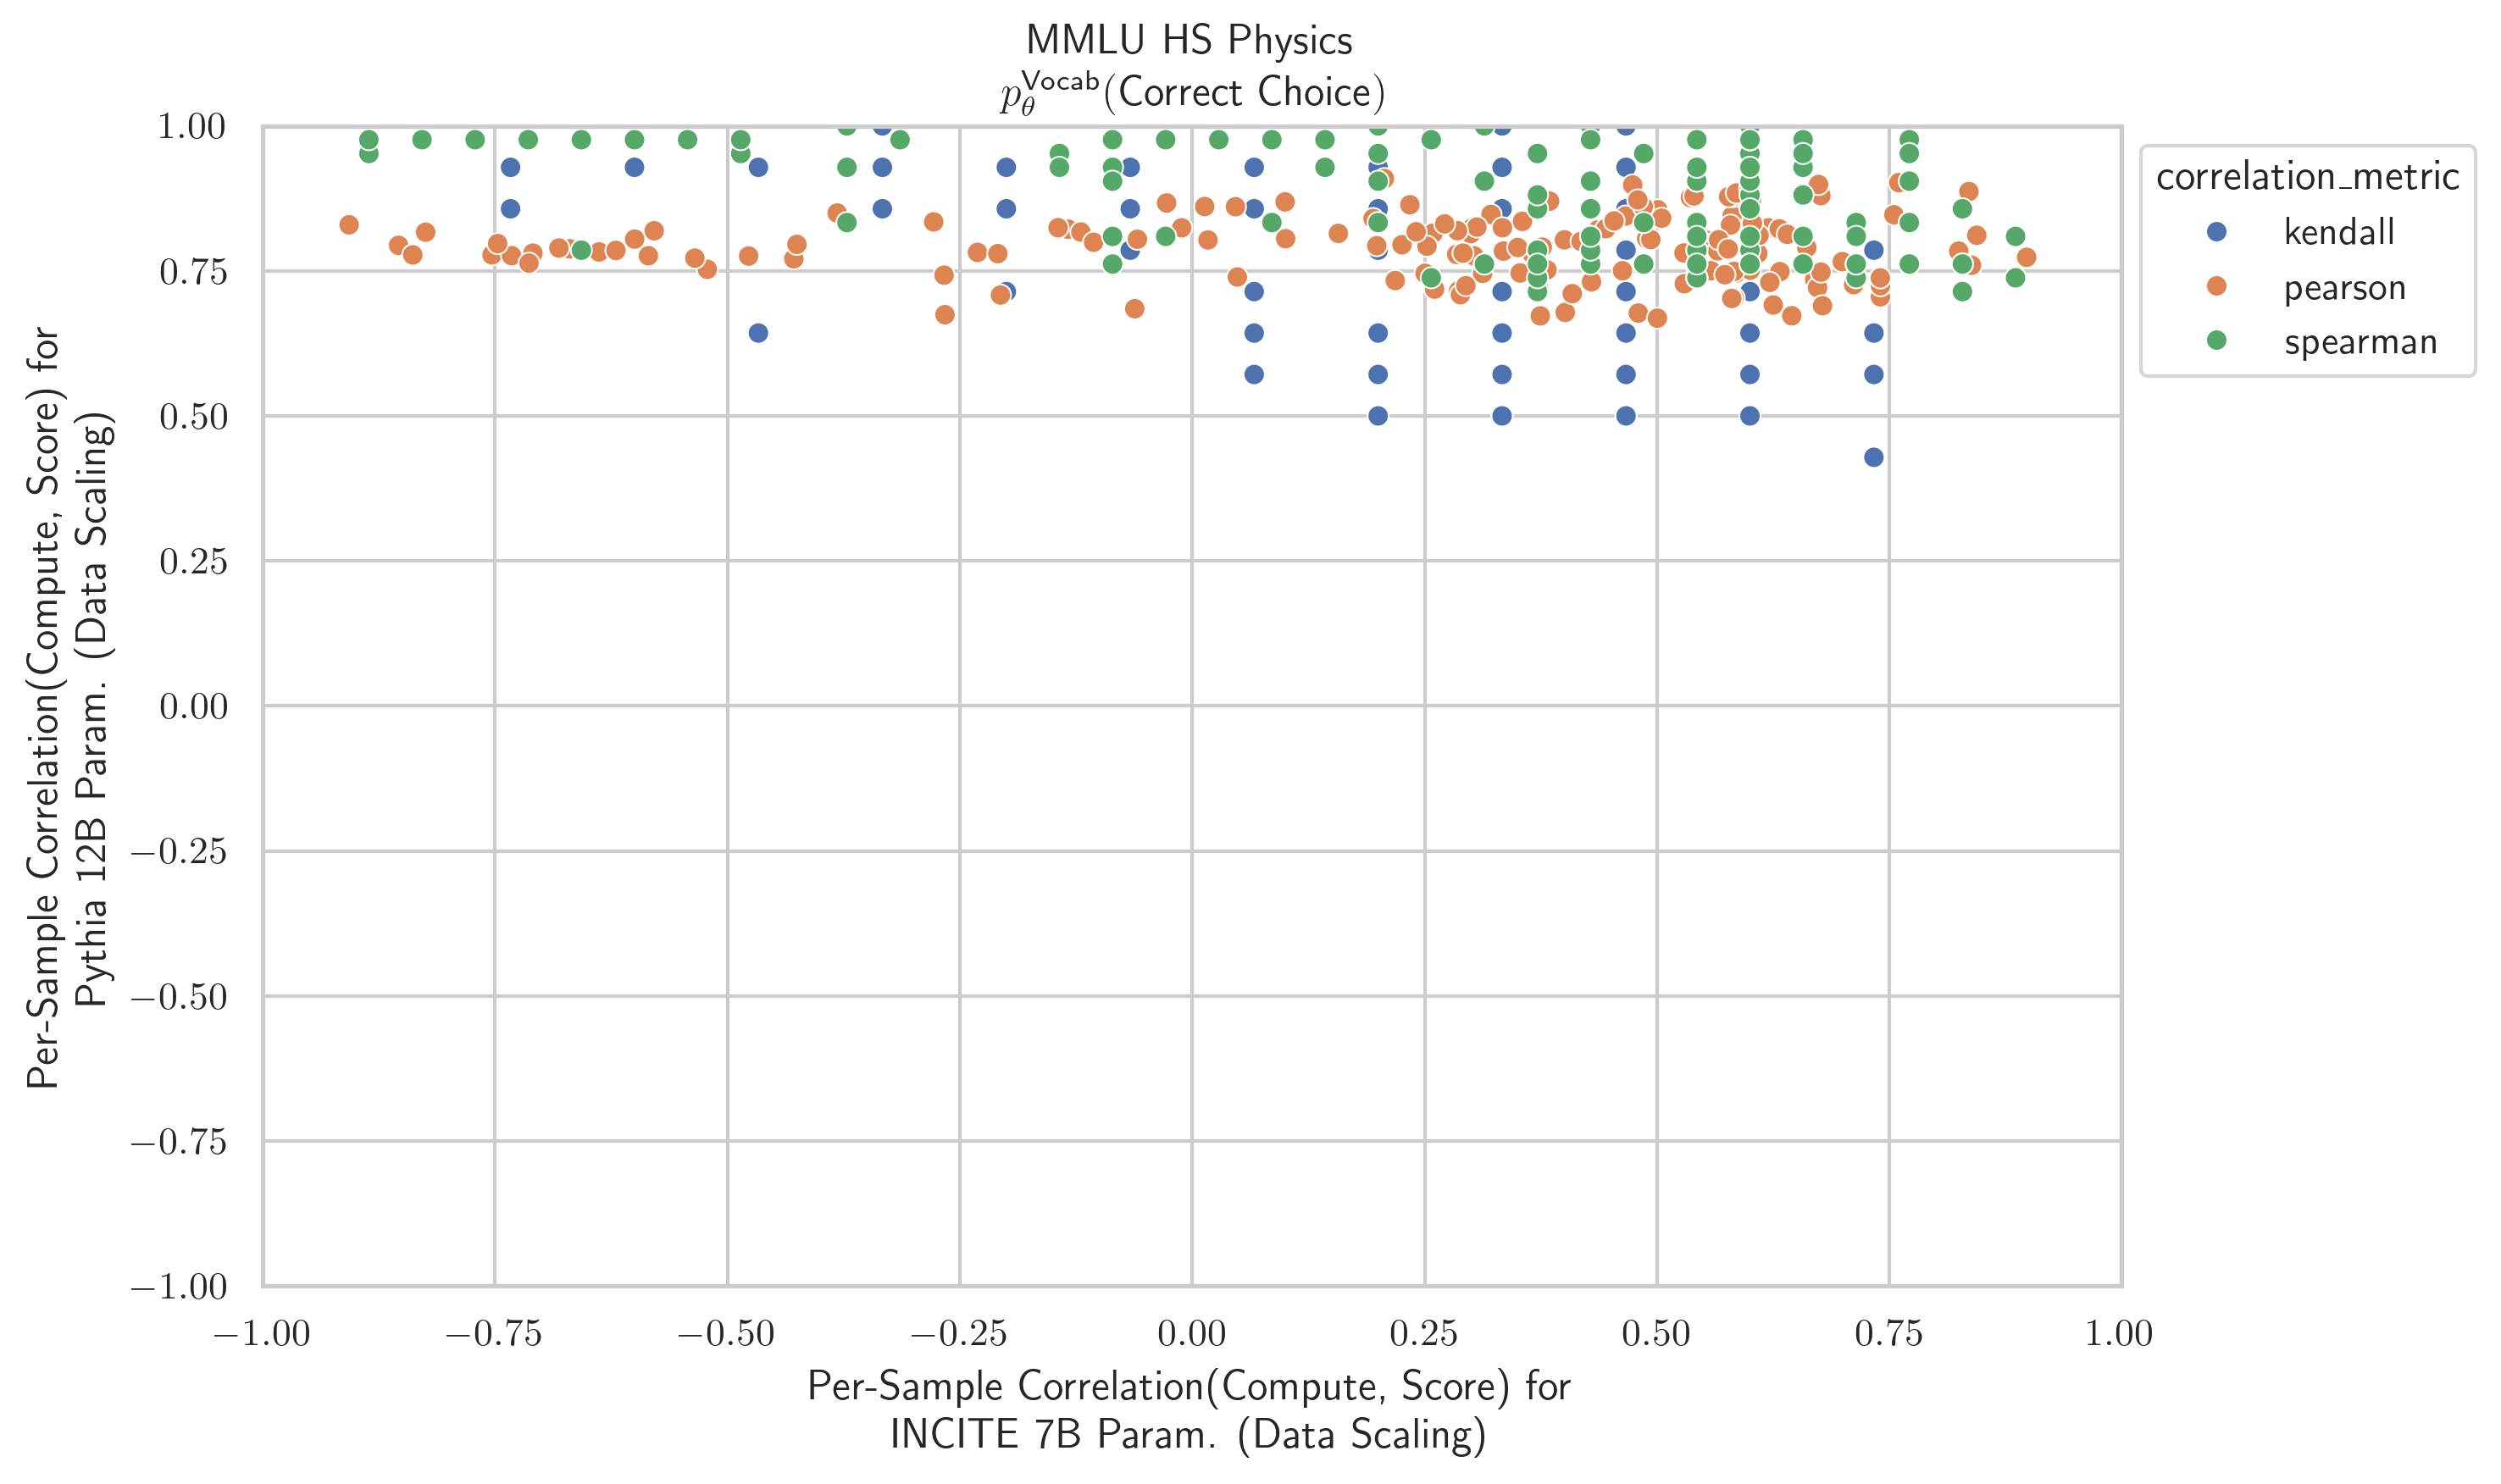 MMLU HS Physics
p_θ^Vocab(Correct Choice)
1.00
0.75
0.50
0.25
0.00
−0.25
−0.50
−0.75
−1.00
Per-Sample Correlation(Compute, Score) for
Pythia 12B Param. (Data Scaling)
−1.00
−0.75
−0.50
−0.25
0.00
0.25
0.50
0.75
1.00
Per-Sample Correlation(Compute, Score) for
INCITE 7B Param. (Data Scaling)
correlation_metric
kendall
pearson
spearman